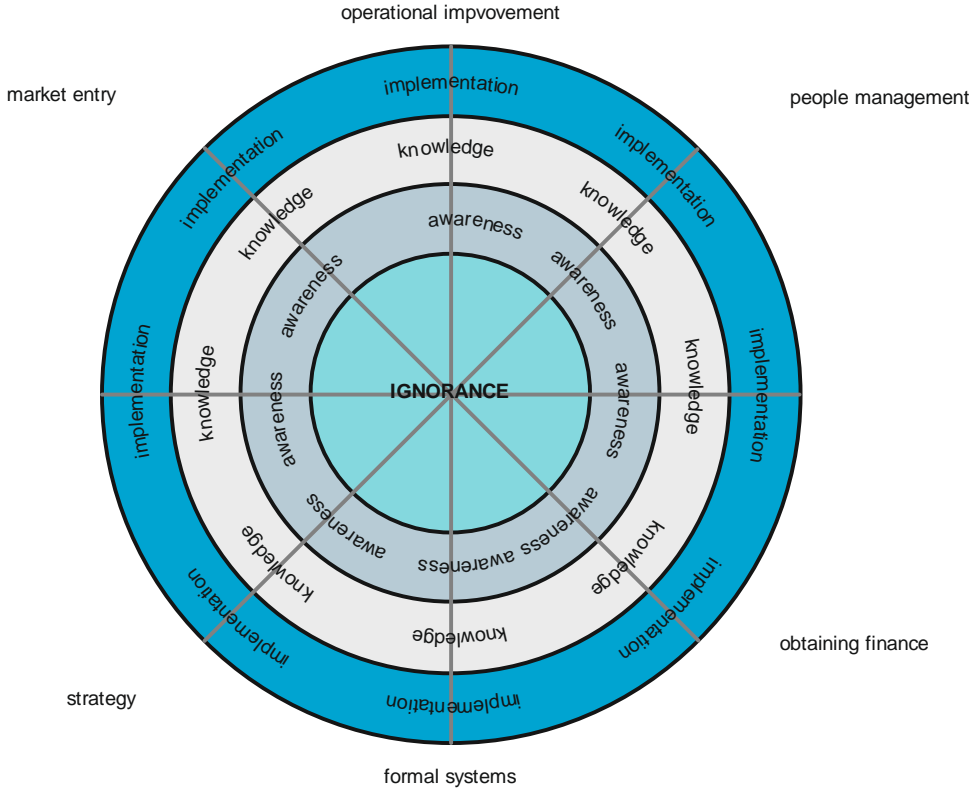 operational impvovement
market entry
people management
implementation
implementation
implementation
knowledge
knowledge
knowledge
awareness
awareness
awareness
implementation
knowledge
awareness
IGNORANCE
awareness
knowledge
implementation
awareness
awareness
awareness
knowledge
knowledge
knowledge
implementation
implementation
implementation
obtaining finance
strategy
formal systems